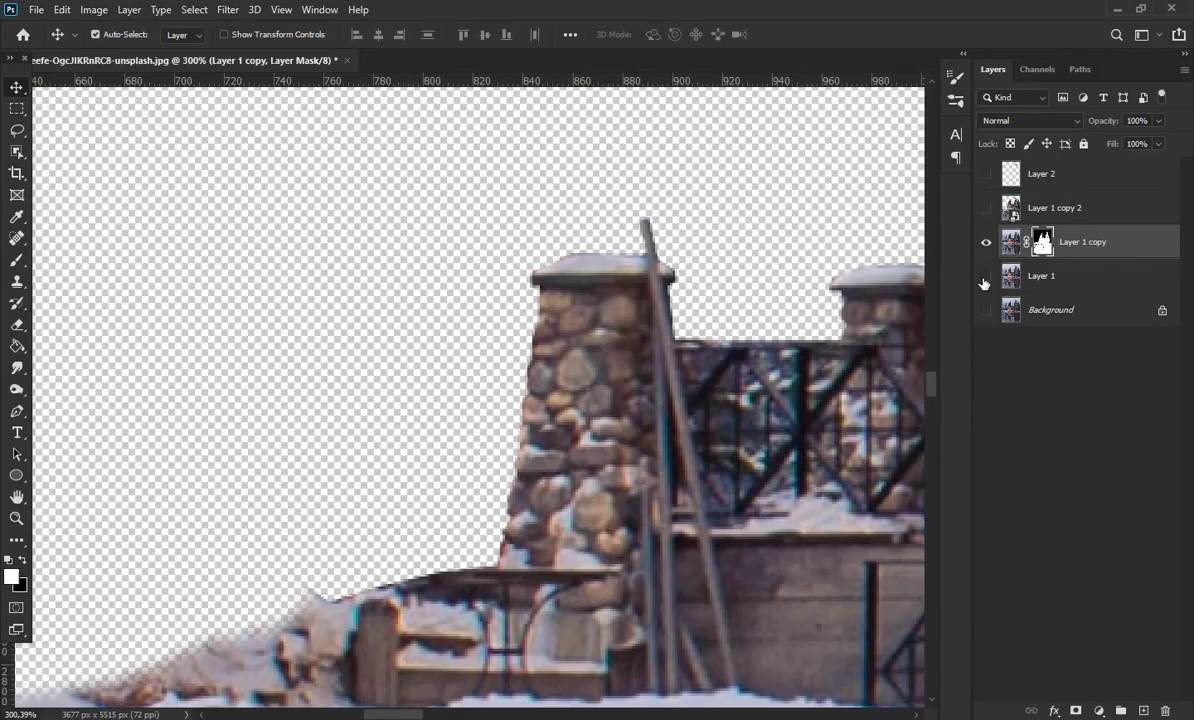 Ps File Edit Image Layer Type Select Filter 3D View Window Help
Auto-Select: Layer Show Transform Controls 3D Mode:
eefe-OgcJIKRnRC8-unsplash.jpg @ 300% (Layer 1 copy, Layer Mask/8) *
660 700 720 740 760 780 800 820 840 860 880 900 920 940 960 980
Layers Channels Paths
Kind
Normal Opacity: 100%
Lock: Fill: 100%
Layer 2
Layer 1 copy 2
Layer 1 copy
Layer 1
Background
300,39% 3677 px x 5515 px (72 ppi)